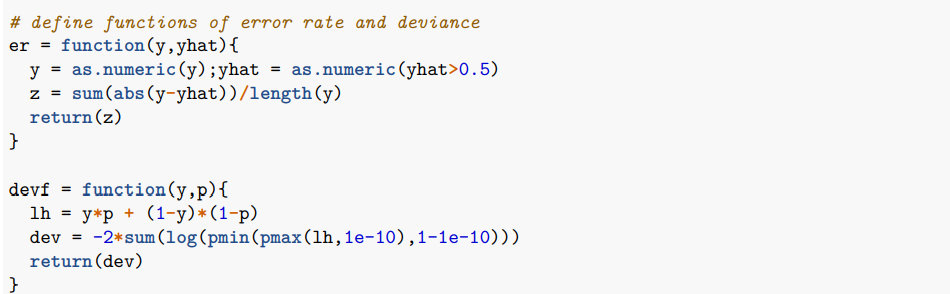 # define functions of error rate and deviance
er = function(y,yhat){
  y = as.numeric(y);yhat = as.numeric(yhat>0.5)
  z = sum(abs(y-yhat))/length(y)
  return(z)
}

devf = function(y,p){
  lh = y*p + (1-y)*(1-p)
  dev = -2*sum(log(pmin(pmax(lh,1e-10),1-1e-10)))
  return(dev)
}